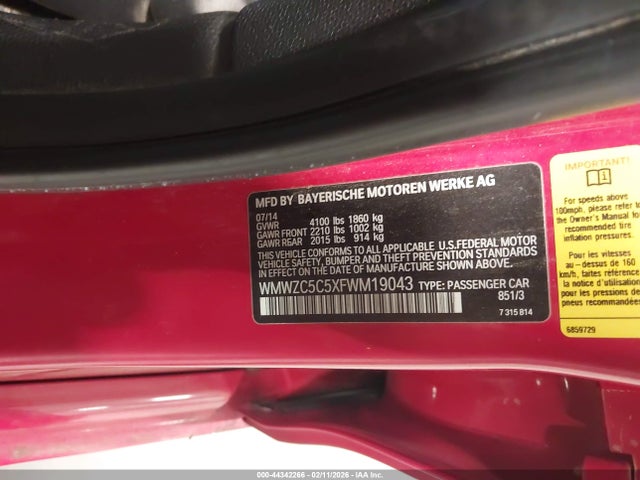 MFD BY BAYERISCHE MOTOREN WERKE AG
07/14
GVWR 4100 lbs 1860 kg
GAWR FRONT 2210 lbs 1002 kg
GAWR REAR 2015 lbs 914 kg
THIS VEHICLE CONFORMS TO ALL APPLICABLE U.S.FEDERAL MOTOR
VEHICLE SAFETY, BUMPER AND THEFT PREVENTION STANDARDS
IN EFFECT ON THE DATE OF MANUFACTURE SHOWN ABOVE.
WMWZC5C5XFWM19043 TYPE: PASSENGER CAR
851/3
7 315 814
For speeds above
100mph, please refer to
the Owner's Manual for
recommended tire
inflation pressures.
Pour les vitesses
au-dessus de 160
km/h, faites référence
à la notice d'utilisation
pour les
recommandations de
pression des pneus.
6859729
000-44342266 - 02/11/2026 - IAA Inc.